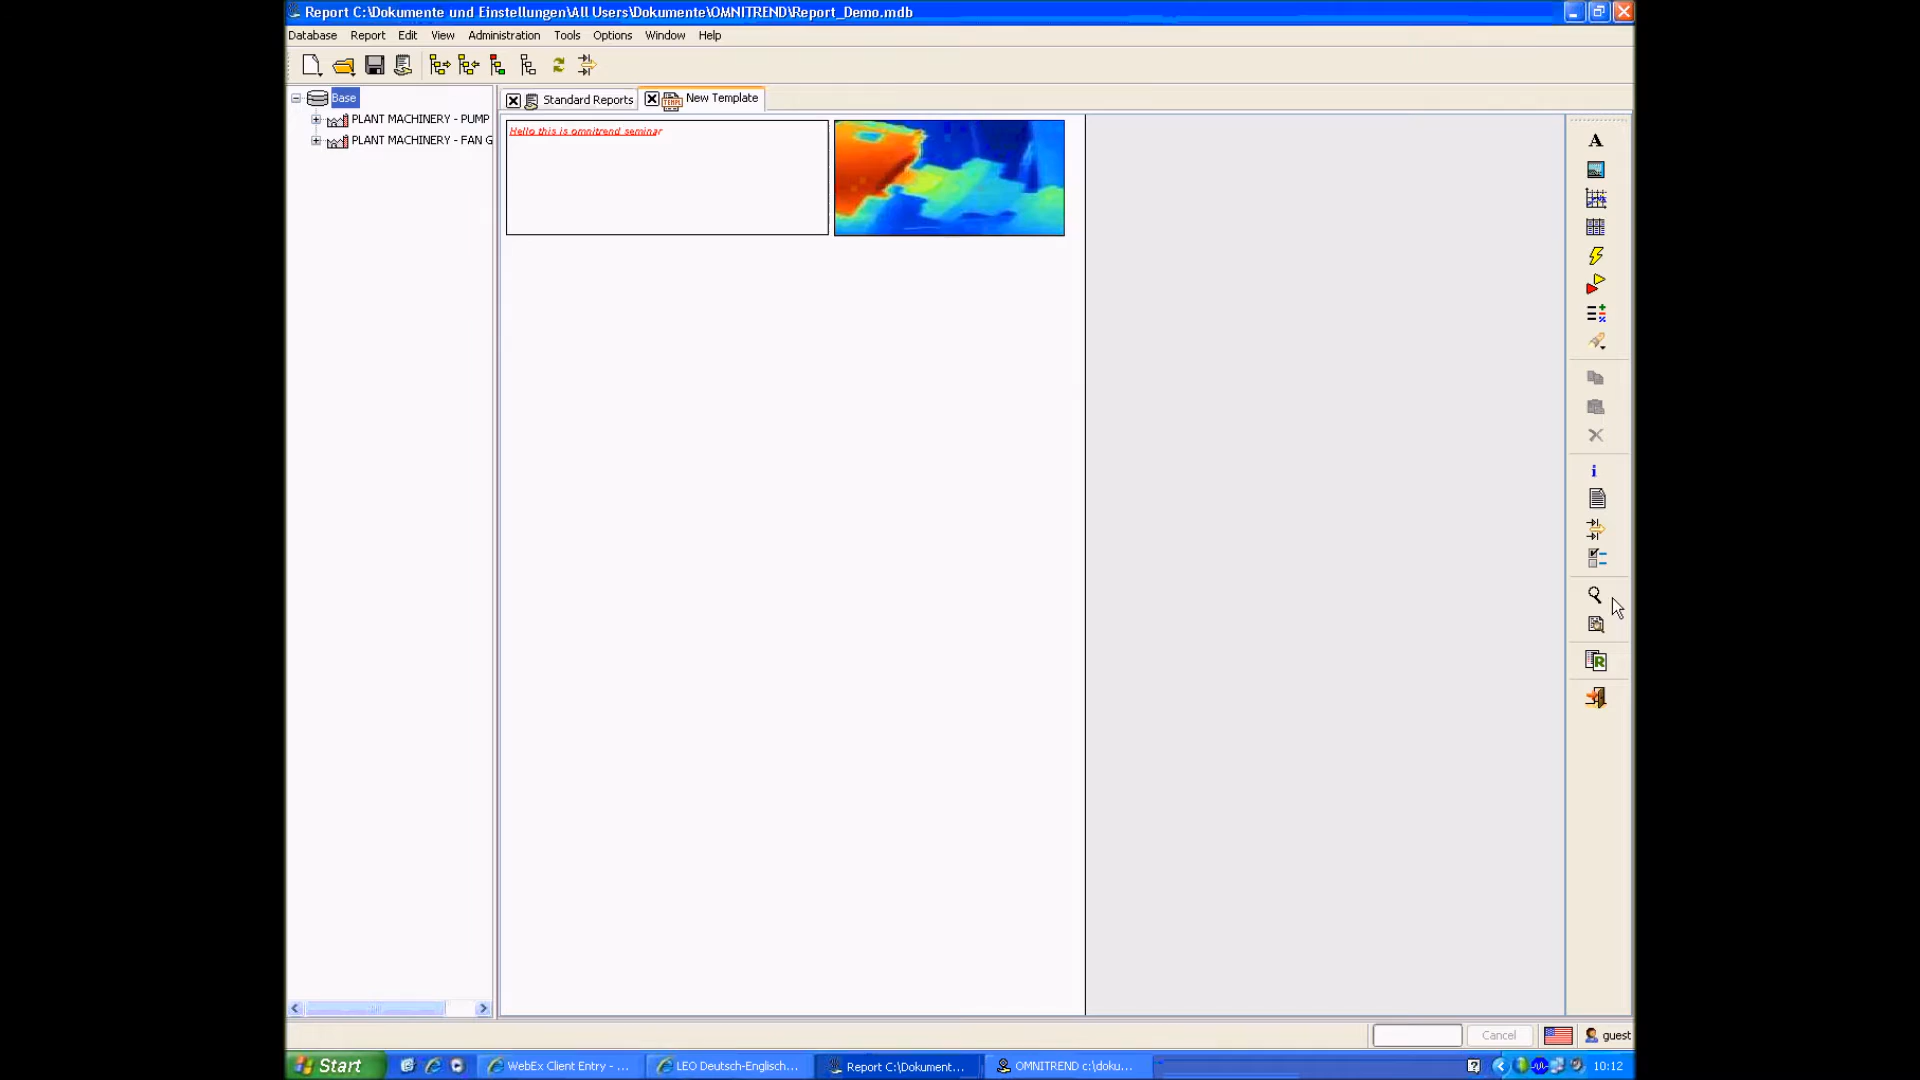 Report C:\Dokumente und Einstellungen\All Users\Dokumente\OMNITREND\Report_Demo.mdb
Database Report Edit View Administration Tools Options Window Help
Base
PLANT MACHINERY - PUMP
PLANT MACHINERY - FAN G
Standard Reports
New Template
Hello this is omnitrend seminar
Cancel
guest
Start
WebEx Client Entry - ...
LEO Deutsch-Englisch...
Report C:\Dokument...
OMNITREND c:\doku...
10:12